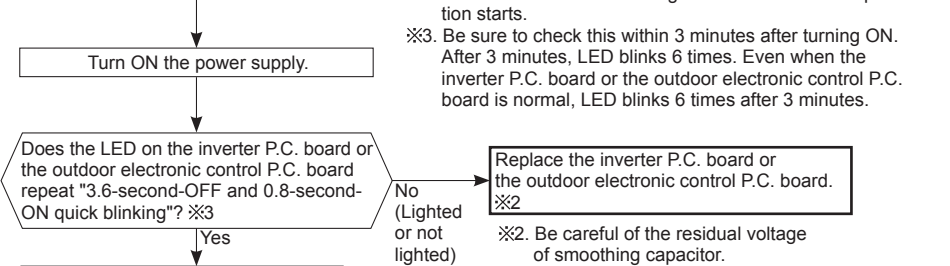 tion starts.
※3. Be sure to check this within 3 minutes after turning ON.
After 3 minutes, LED blinks 6 times. Even when the
inverter P.C. board or the outdoor electronic control P.C.
board is normal, LED blinks 6 times after 3 minutes.
Turn ON the power supply.
Does the LED on the inverter P.C. board or
the outdoor electronic control P.C. board
repeat "3.6-second-OFF and 0.8-second-
ON quick blinking"? ※3
No
(Lighted
or not
lighted)
Replace the inverter P.C. board or
the outdoor electronic control P.C. board.
※2
※2. Be careful of the residual voltage
of smoothing capacitor.
Yes